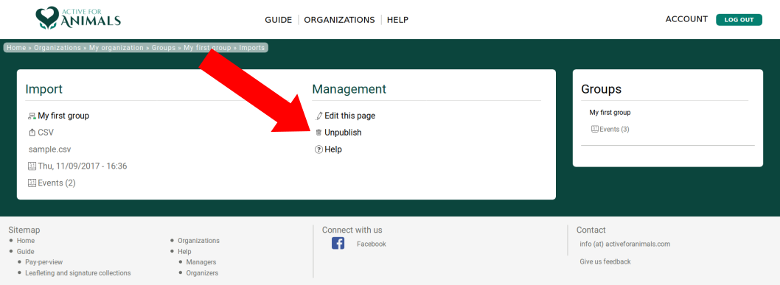 ACTIVE FOR
ANIMALS
GUIDE ORGANIZATIONS HELP
ACCOUNT LOG OUT
Home » Organizations » My organization » Groups » My first group » Imports
Import
My first group
CSV
sample.csv
Thu, 11/09/2017 - 16:36
Events (2)
Management
Edit this page
Unpublish
Help
Groups
My first group
Events (3)
Sitemap
Home
Guide
Pay-per-view
Leafleting and signature collections
Organizations
Help
Managers
Organizers
Connect with us
Facebook
Contact
info (at) activeforanimals.com
Give us feedback